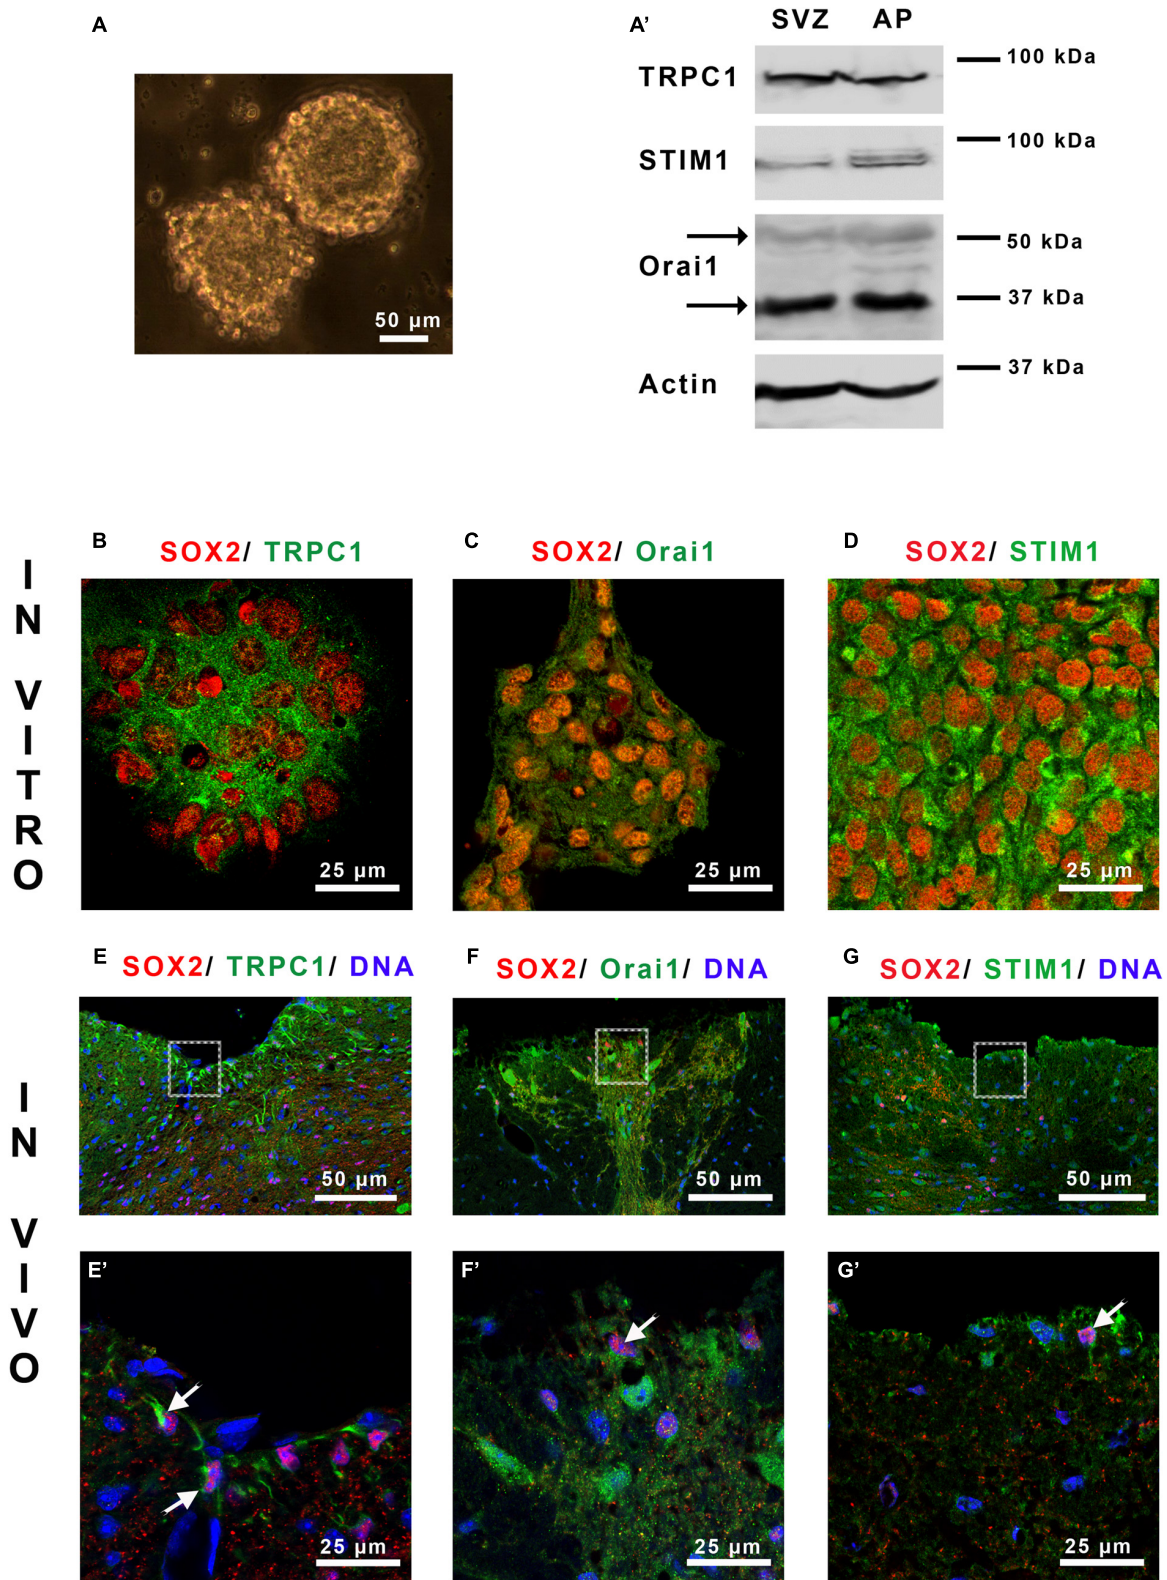 A
50 µm
A’
SVZ AP
TRPC1
100 kDa
STIM1
100 kDa
Orai1
50 kDa
37 kDa
Actin
37 kDa
IN VITRO
B
SOX2/ TRPC1
25 µm
C
SOX2/ Orai1
25 µm
D
SOX2/ STIM1
25 µm
IN VIVO
E
SOX2/ TRPC1/ DNA
50 µm
F
SOX2/ Orai1/ DNA
50 µm
G
SOX2/ STIM1/ DNA
50 µm
E’
25 µm
F’
25 µm
G’
25 µm